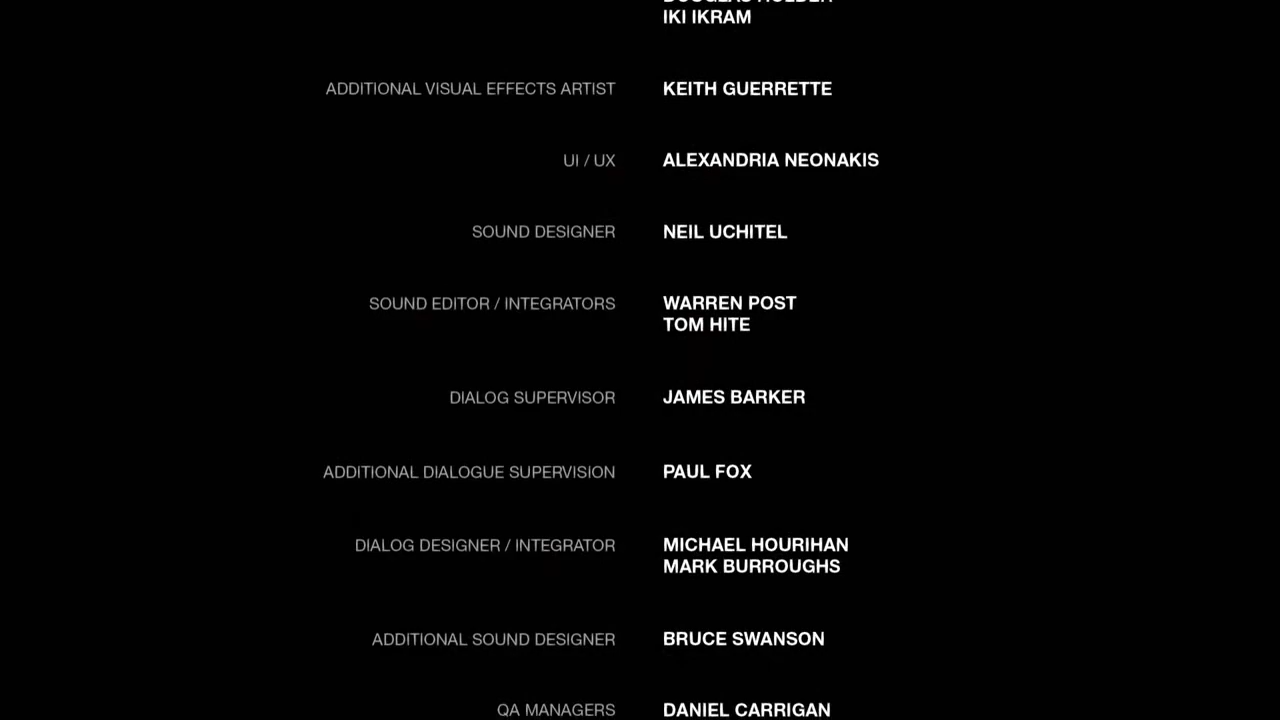 IKI IKRAM
ADDITIONAL VISUAL EFFECTS ARTIST KEITH GUERRETTE
UI / UX ALEXANDRIA NEONAKIS
SOUND DESIGNER NEIL UCHITEL
SOUND EDITOR / INTEGRATORS WARREN POST
TOM HITE
DIALOG SUPERVISOR JAMES BARKER
ADDITIONAL DIALOGUE SUPERVISION PAUL FOX
DIALOG DESIGNER / INTEGRATOR MICHAEL HOURIHAN
MARK BURROUGHS
ADDITIONAL SOUND DESIGNER BRUCE SWANSON
QA MANAGERS DANIEL CARRIGAN